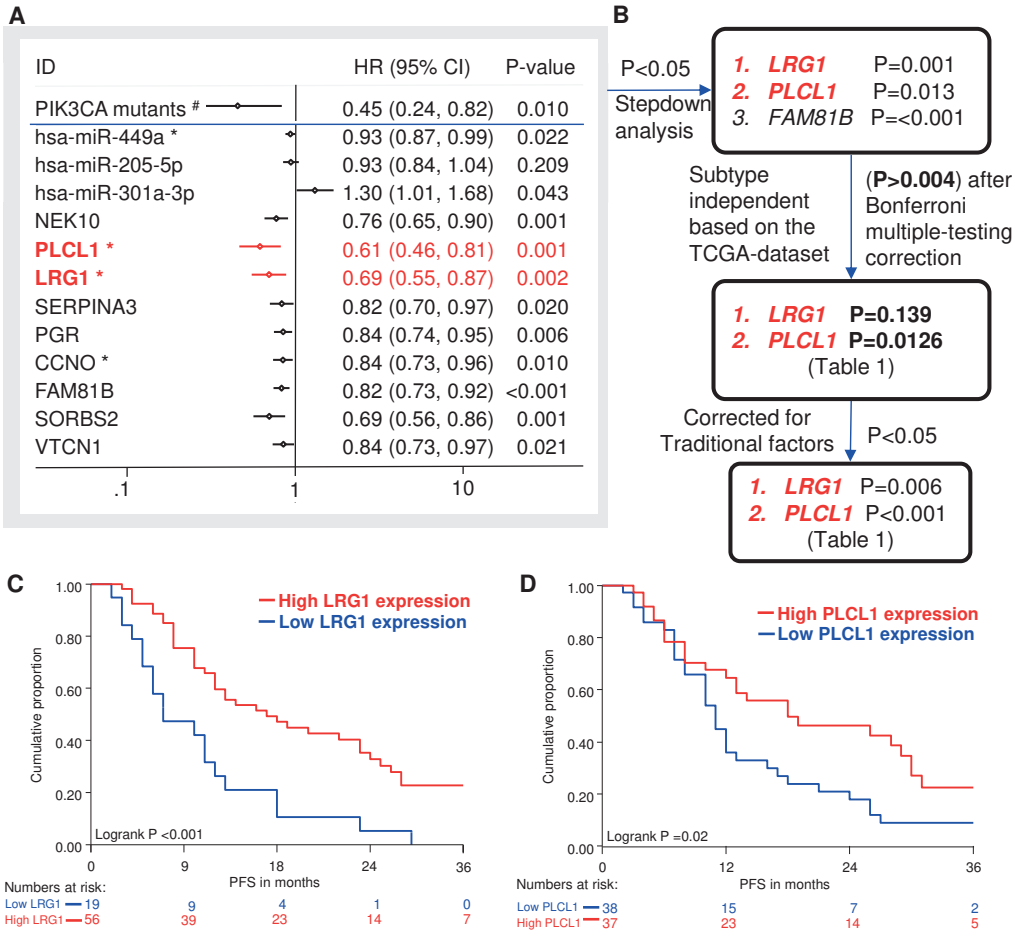 A
ID HR (95% CI) P-value
PIK3CA mutants # 0.45 (0.24, 0.82) 0.010
hsa-miR-449a * 0.93 (0.87, 0.99) 0.022
hsa-miR-205-5p 0.93 (0.84, 1.04) 0.209
hsa-miR-301a-3p 1.30 (1.01, 1.68) 0.043
NEK10 0.76 (0.65, 0.90) 0.001
PLCL1 * 0.61 (0.46, 0.81) 0.001
LRG1 * 0.69 (0.55, 0.87) 0.002
SERPINA3 0.82 (0.70, 0.97) 0.020
PGR 0.84 (0.74, 0.95) 0.006
CCNO * 0.84 (0.73, 0.96) 0.010
FAM81B 0.82 (0.73, 0.92) <0.001
SORBS2 0.69 (0.56, 0.86) 0.001
VTCN1 0.84 (0.73, 0.97) 0.021
.1 1 10
B
P<0.05
Stepdown
analysis
1. LRG1 P=0.001
2. PLCL1 P=0.013
3. FAM81B P=<0.001
Subtype
independent
based on the
TCGA-dataset
(P>0.004) after
Bonferroni
multiple-testing
correction
1. LRG1 P=0.139
2. PLCL1 P=0.0126
(Table 1)
Corrected for
Traditional factors
P<0.05
1. LRG1 P=0.006
2. PLCL1 P<0.001
(Table 1)
C
Cumulative proportion
1.00
0.80
0.60
0.40
0.20
0.00
High LRG1 expression
Low LRG1 expression
Logrank P <0.001
0 9 18 24 36
PFS in months
Numbers at risk:
Low LRG1 19 9 4 1 0
High LRG1 56 39 23 14 7
D
Cumulative proportion
1.00
0.80
0.60
0.40
0.20
0.00
High PLCL1 expression
Low PLCL1 expression
Logrank P =0.02
0 12 24 36
PFS in months
Numbers at risk:
Low PLCL1 38 15 7 2
High PLCL1 37 23 14 5